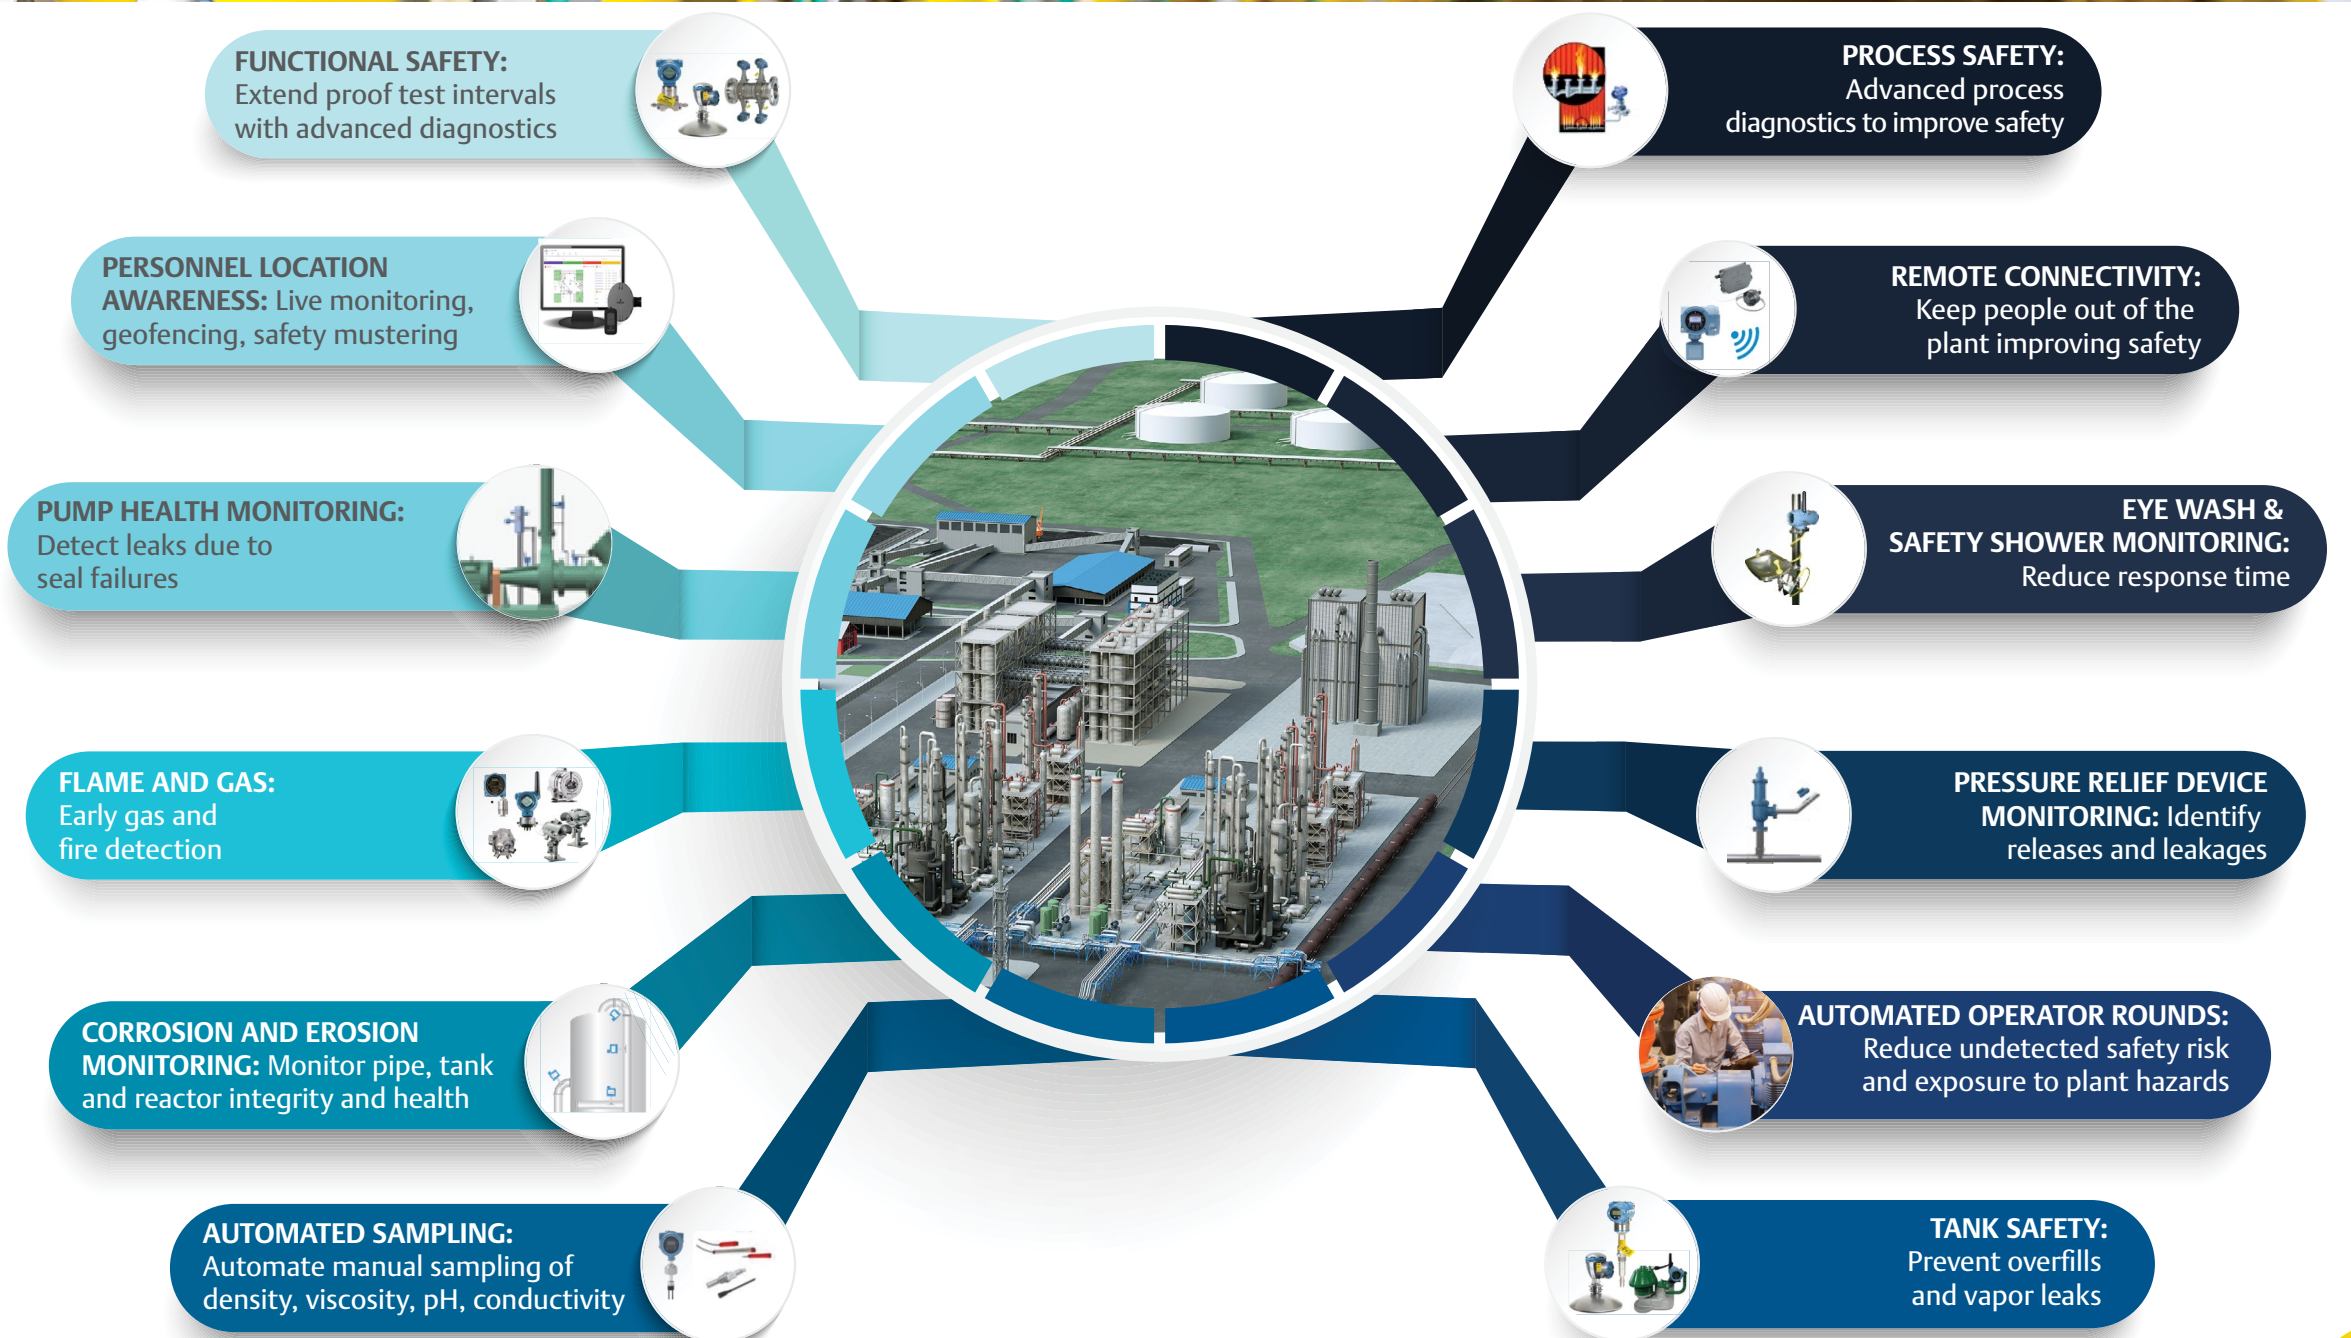 FUNCTIONAL SAFETY:
Extend proof test intervals
with advanced diagnostics
PERSONNEL LOCATION
AWARENESS: Live monitoring,
geofencing, safety mustering
PUMP HEALTH MONITORING:
Detect leaks due to
seal failures
FLAME AND GAS:
Early gas and
fire detection
CORROSION AND EROSION
MONITORING: Monitor pipe, tank
and reactor integrity and health
AUTOMATED SAMPLING:
Automate manual sampling of
density, viscosity, pH, conductivity
PROCESS SAFETY:
Advanced process
diagnostics to improve safety
REMOTE CONNECTIVITY:
Keep people out of the
plant improving safety
EYE WASH &
SAFETY SHOWER MONITORING:
Reduce response time
PRESSURE RELIEF DEVICE
MONITORING: Identify
releases and leakages
AUTOMATED OPERATOR ROUNDS:
Reduce undetected safety risk
and exposure to plant hazards
TANK SAFETY:
Prevent overfills
and vapor leaks